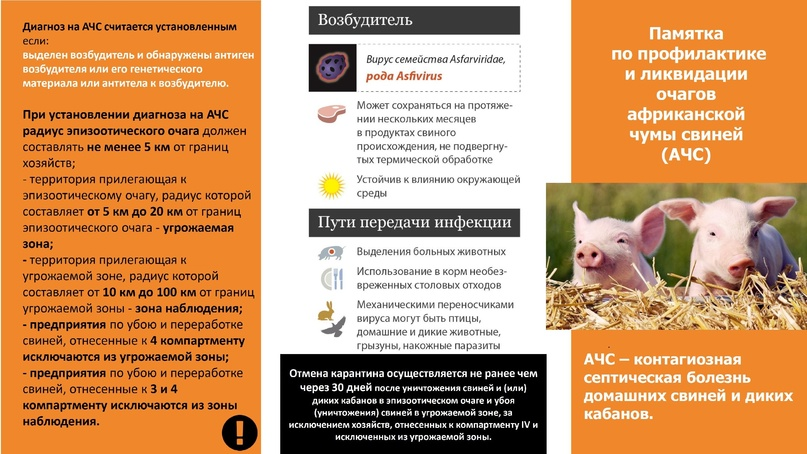 Диагноз на АЧС считается установленным
если:
выделен возбудитель и обнаружены антиген
возбудителя или его генетического
материала или антитела к возбудителю.
При установлении диагноза на АЧС
радиус эпизоотического очага должен
составлять не менее 5 км от границ
хозяйств;
- территория прилегающая к
эпизоотическому очагу, радиус которой
составляет от 5 км до 20 км от границ
эпизоотического очага - угрожаемая
зона;
- территория прилегающая к
угрожаемой зоне, радиус которой
составляет от 10 км до 100 км от границ
угрожаемой зоны - зона наблюдения;
- предприятия по убою и переработке
свиней, отнесенные к 4 компартменту
исключаются из угрожаемой зоны;
- предприятия по убою и переработке
свиней, отнесенные к 3 и 4
компартменту исключаются из зоны
наблюдения.
!
Возбудитель
Вирус семейства Asfarviridae,
рода Asfivirus
Может сохраняться на протяже-
нии нескольких месяцев
в продуктах свиного
происхождения, не подвергну-
тых термической обработке
Устойчив к влиянию окружающей
среды
Пути передачи инфекции
Выделения больных животных
Использование в корм необез-
вреженных столовых отходов
Механическими переносчиками
вируса могут быть птицы,
домашние и дикие животные,
грызуны, накожные паразиты
Отмена карантина осуществляется не ранее чем
через 30 дней после уничтожения свиней и (или)
диких кабанов в эпизоотическом очаге и убоя
(уничтожения) свиней в угрожаемой зоне, за
исключением хозяйств, отнесенных к компартменту IV и
исключенных из угрожаемой зоны.
Памятка
по профилактике
и ликвидации
очагов
африканской
чумы свиней
(АЧС)
АЧС – контагиозная
септическая болезнь
домашних свиней и диких
кабанов.